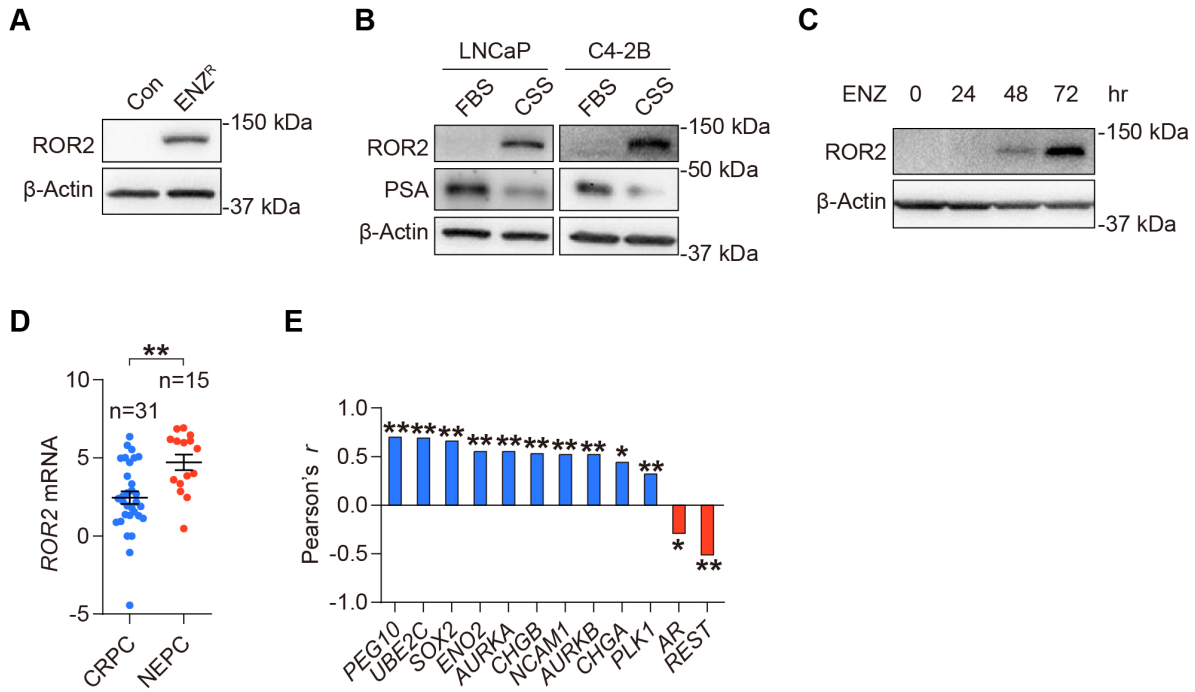 A
Con
ENZᴿ
-150 kDa
ROR2
β-Actin
-37 kDa
B
LNCaP
C4-2B
FBS
CSS
FBS
CSS
-150 kDa
ROR2
-50 kDa
PSA
β-Actin
-37 kDa
C
ENZ 0 24 48 72 hr
-150 kDa
ROR2
β-Actin
-37 kDa
D
**
n=15
n=31
10
5
0
-5
ROR2 mRNA
CRPC
NEPC
E
1.0
0.5
0.0
-0.5
-1.0
Pearson's r
** ** ** ** ** ** ** ** * **
* **
PEG10
UBE2C
SOX2
ENO2
AURKA
CHGB
NCAM1
AURKB
CHGA
PLK1
AR
REST